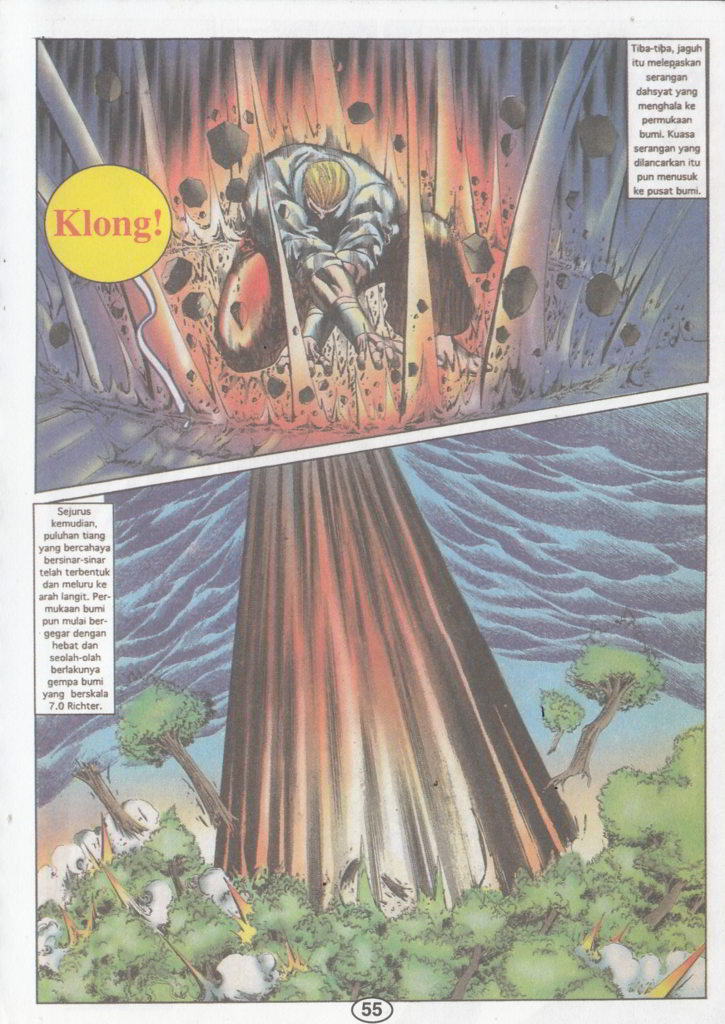 Tiba-tiba, jaguh
itu melepaskan
serangan
dahsyat yang
menghala ke
permukaan
bumi. Kuasa
serangan yang
dilancarkan itu
pun menusuk
ke pusat bumi.
Klong!
Sejurus
kemudian,
puluhan tiang
yang bercahaya
bersinar-sinar
telah terbentuk
dan meluru ke
arah langit. Per-
mukaan bumi
pun mulai ber-
gegar dengan
hebat dan
seolah-olah
berlakunya
gempa bumi
yang berskala
7.0 Richter.
55